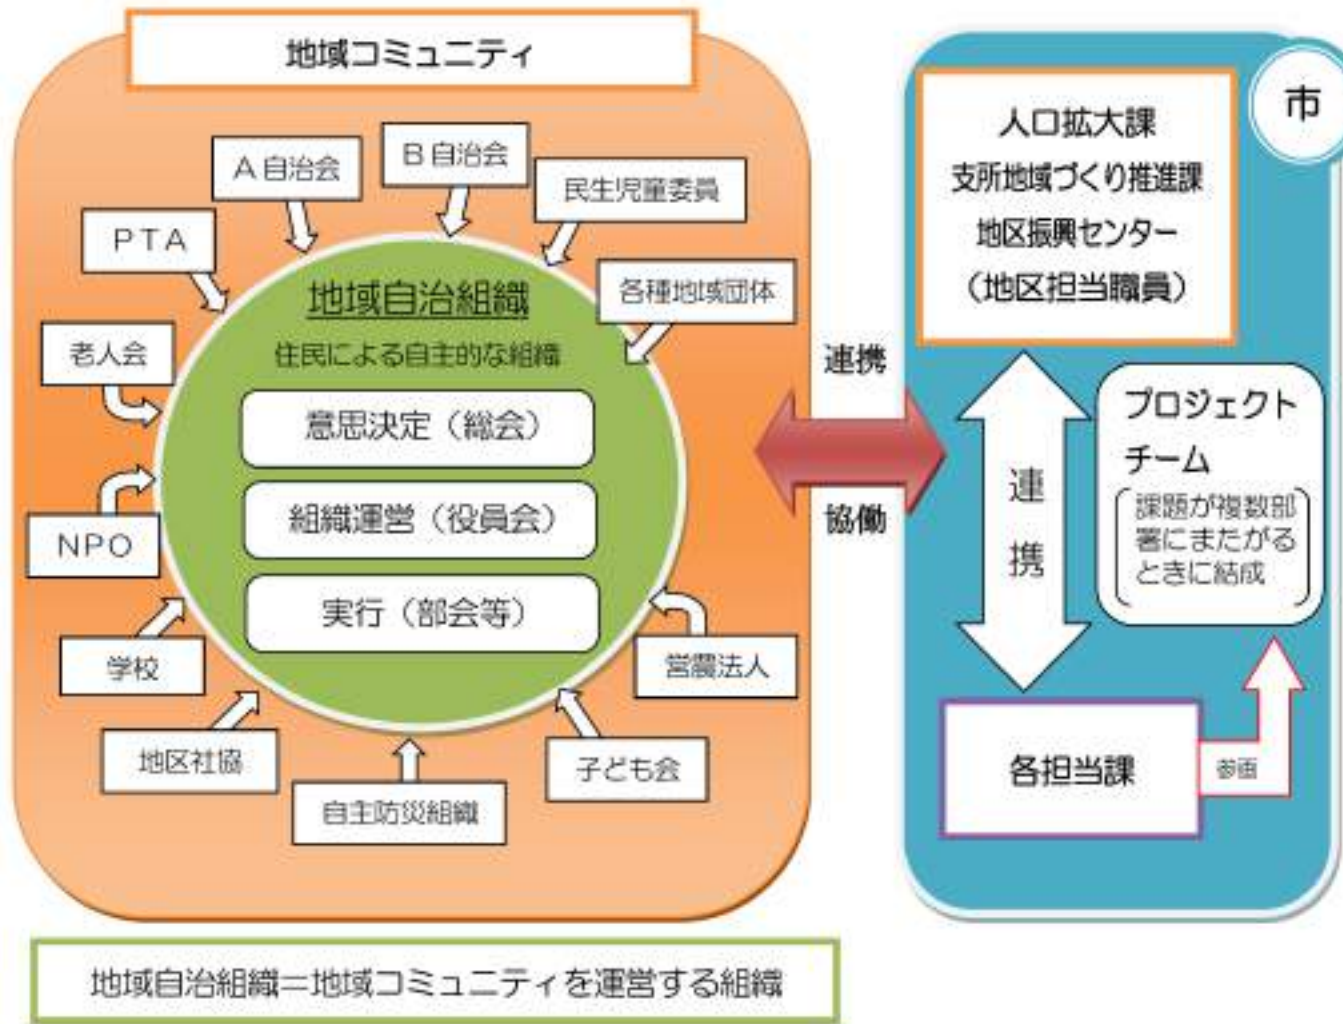 地域コミュニティ
A自治会
B自治会
民生児童委員
PTA
各種地域団体
老人会
NPO
学校
地区社協
自主防災組織
子ども会
営農法人
地域自治組織
住民による自主的な組織
意思決定（総会）
組織運営（役員会）
実行（部会等）
連携
協働
市
人口拡大課
支所地域づくり推進課
地区振興センター
（地区担当職員）
連携
プロジェクト
チーム
課題が複数部
署にまたがる
ときに結成
各担当課
参画
地域自治組織＝地域コミュニティを運営する組織